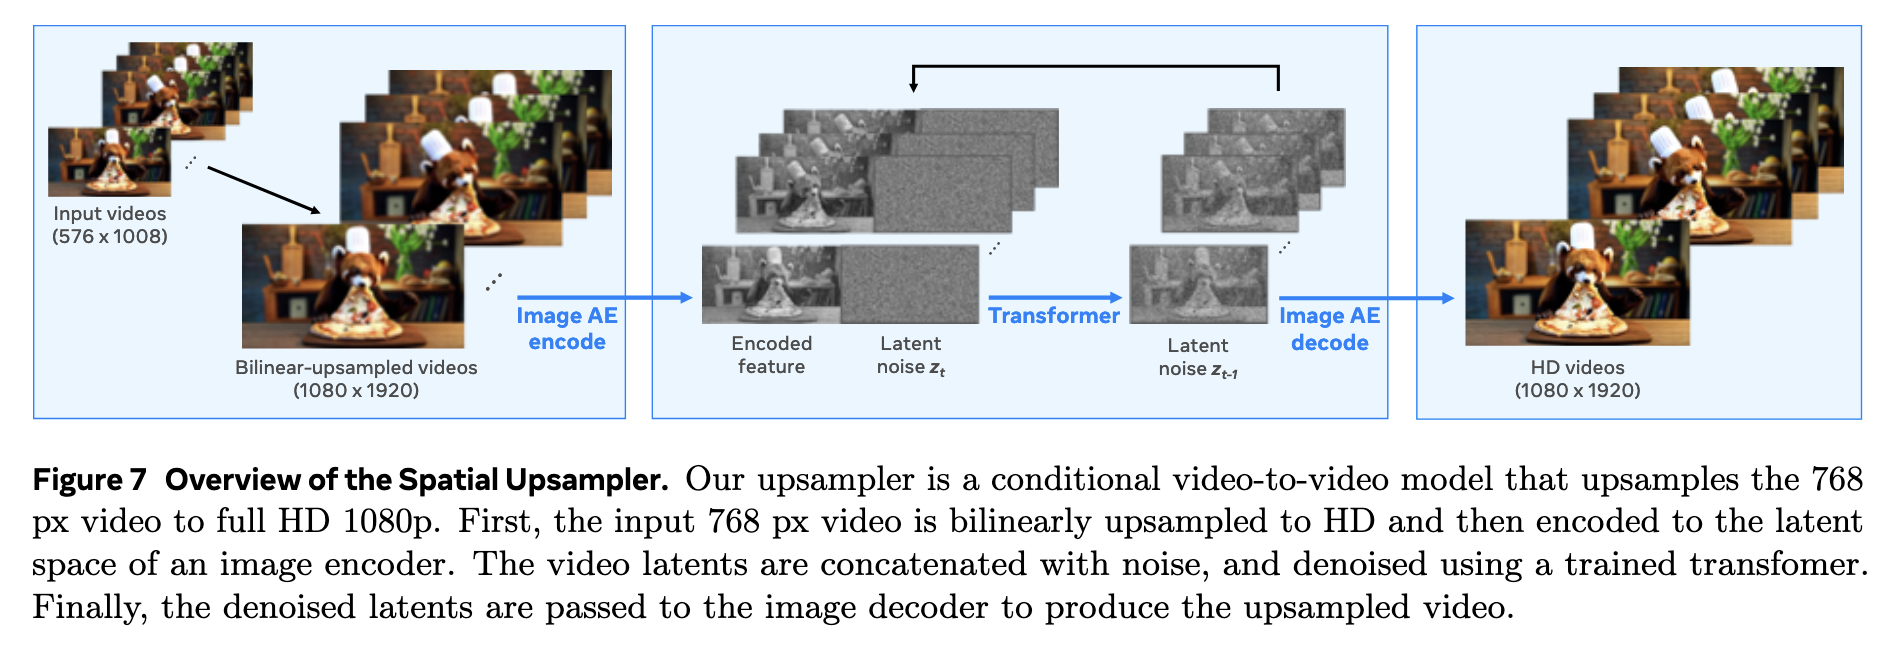 Input videos
(576 x 1008)
Bilinear-upsampled videos
(1080 x 1920)
Image AE
encode
Encoded
feature
Latent
noise zt
Transformer
Latent
noise zt-1
Image AE
decode
HD videos
(1080 x 1920)
Figure 7 Overview of the Spatial Upsampler. Our upsampler is a conditional video-to-video model that upsamples the 768
px video to full HD 1080p. First, the input 768 px video is bilinearly upsampled to HD and then encoded to the latent
space of an image encoder. The video latents are concatenated with noise, and denoised using a trained transfomer.
Finally, the denoised latents are passed to the image decoder to produce the upsampled video.